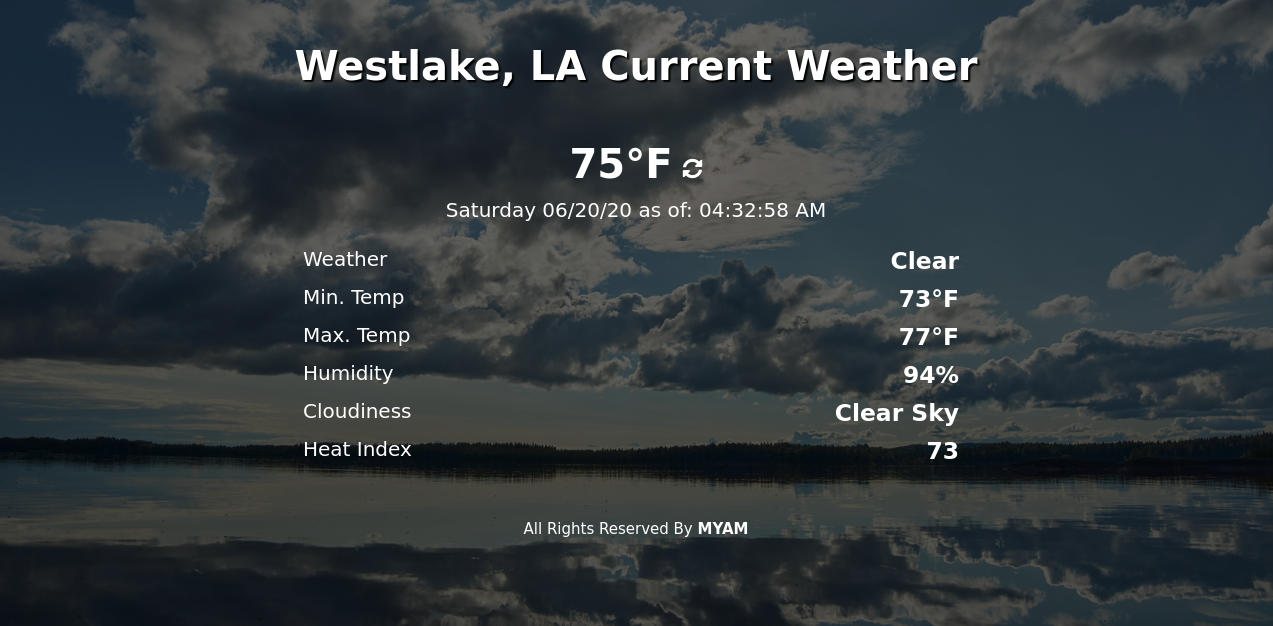 Westlake, LA Current Weather
75°F
Saturday 06/20/20 as of: 04:32:58 AM
Weather Clear
Min. Temp 73°F
Max. Temp 77°F
Humidity 94%
Cloudiness Clear Sky
Heat Index 73
All Rights Reserved By MYAM